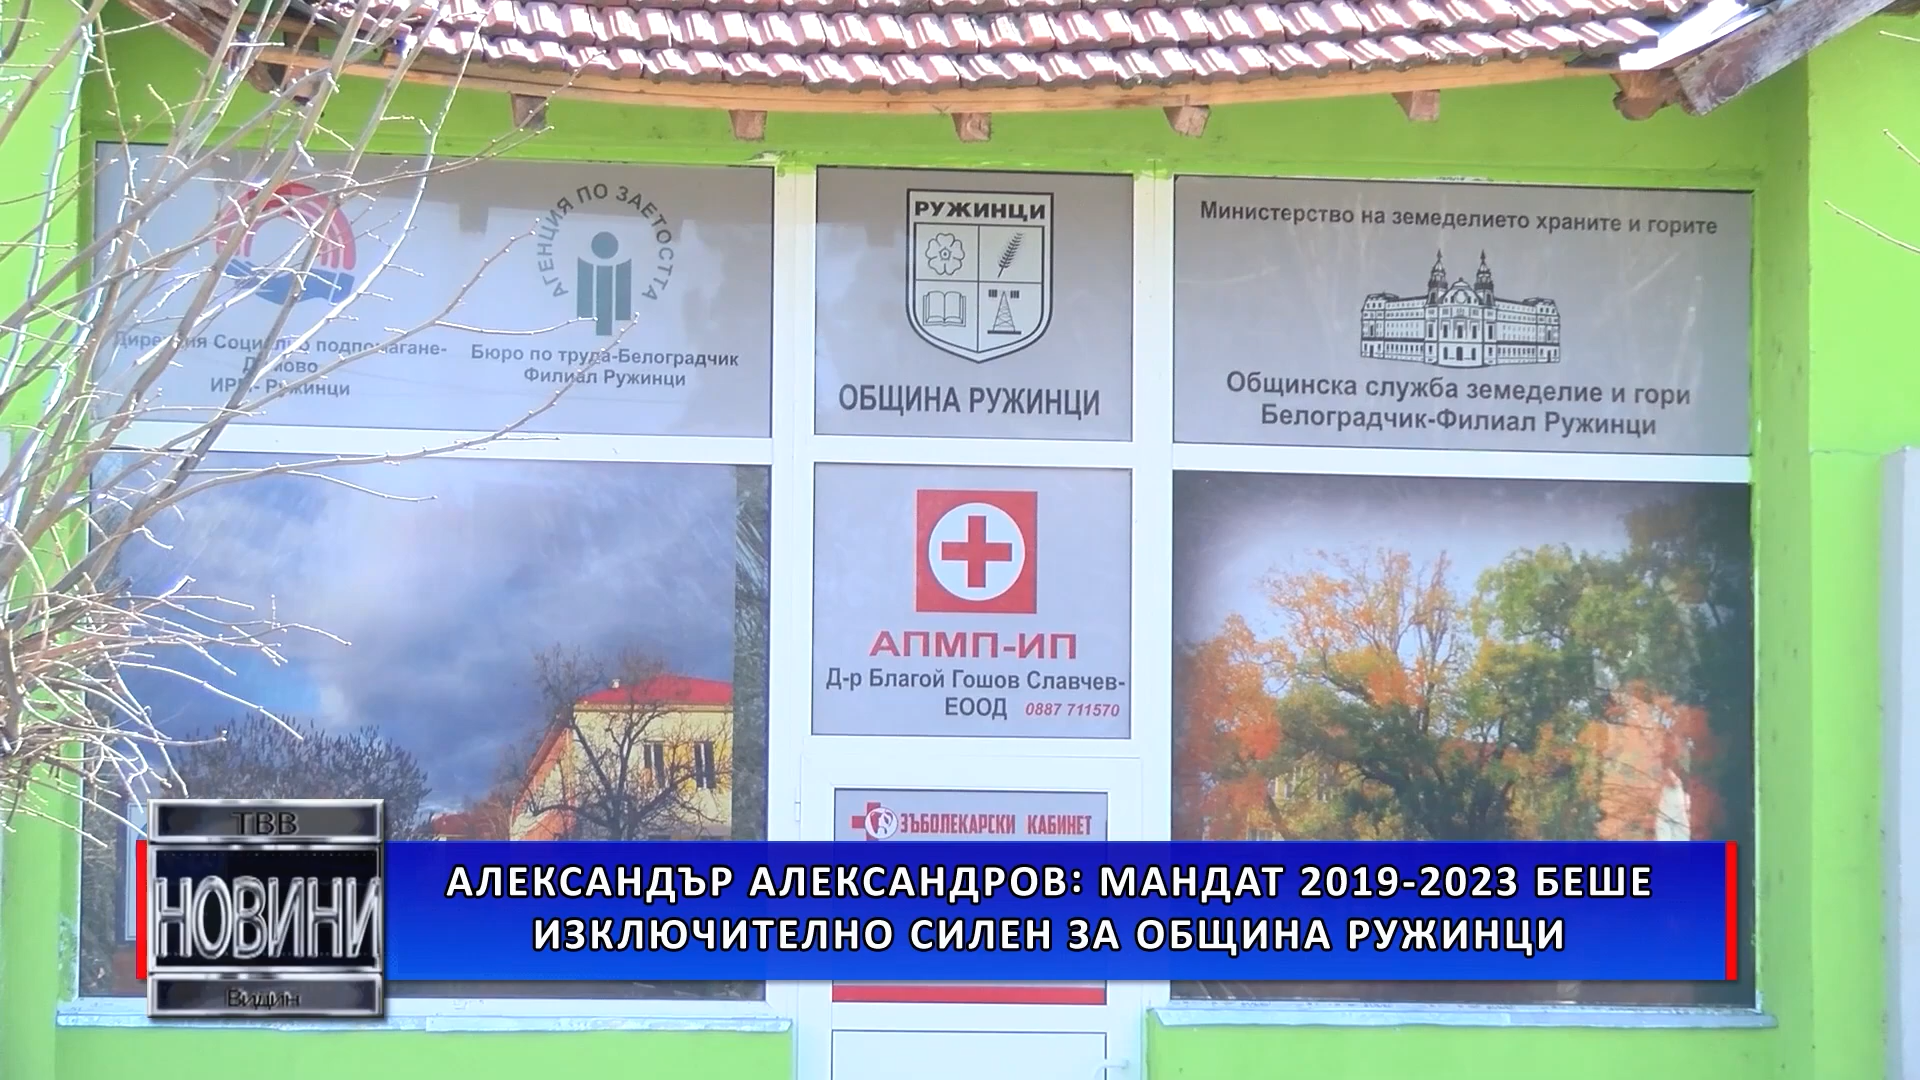 АГЕНЦИЯ ПО ЗАЕТОСТТА
Дирекция Социално подпомагане-
Димово
ИРМ- Ружинци
Бюро по труда-Белоградчик
Филиал Ружинци
РУЖИНЦИ
ОБЩИНА РУЖИНЦИ
Министерство на земеделието храните и горите
Общинска служба земеделие и гори
Белоградчик-Филиал Ружинци
АПМП-ИП
Д-р Благой Гошов Славчев-
ЕООД 0887 711570
ЗЪБОЛЕКАРСКИ КАБИНЕТ
ТВВ
НОВИНИ
Видин
АЛЕКСАНДЪР АЛЕКСАНДРОВ: МАНДАТ 2019-2023 БЕШЕ
ИЗКЛЮЧИТЕЛНО СИЛЕН ЗА ОБЩИНА РУЖИНЦИ